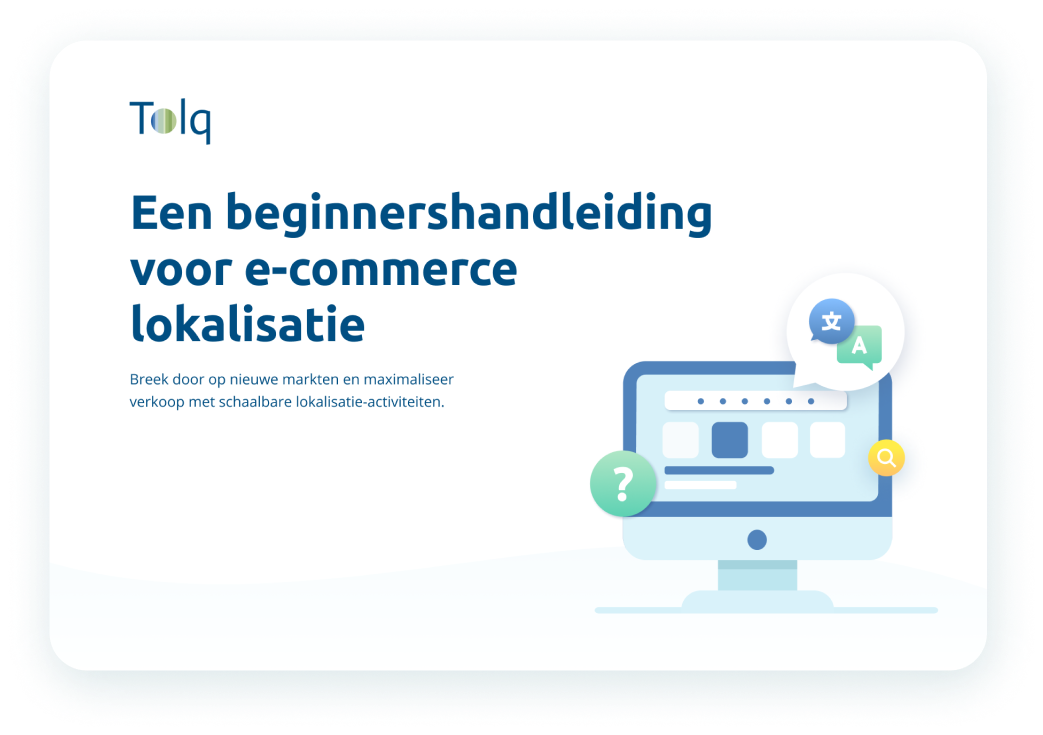 Tolq
Een beginnershandleiding
voor e-commerce
lokalisatie
Breek door op nieuwe markten en maximaliseer
verkoop met schaalbare lokalisatie-activiteiten.
文
A
?